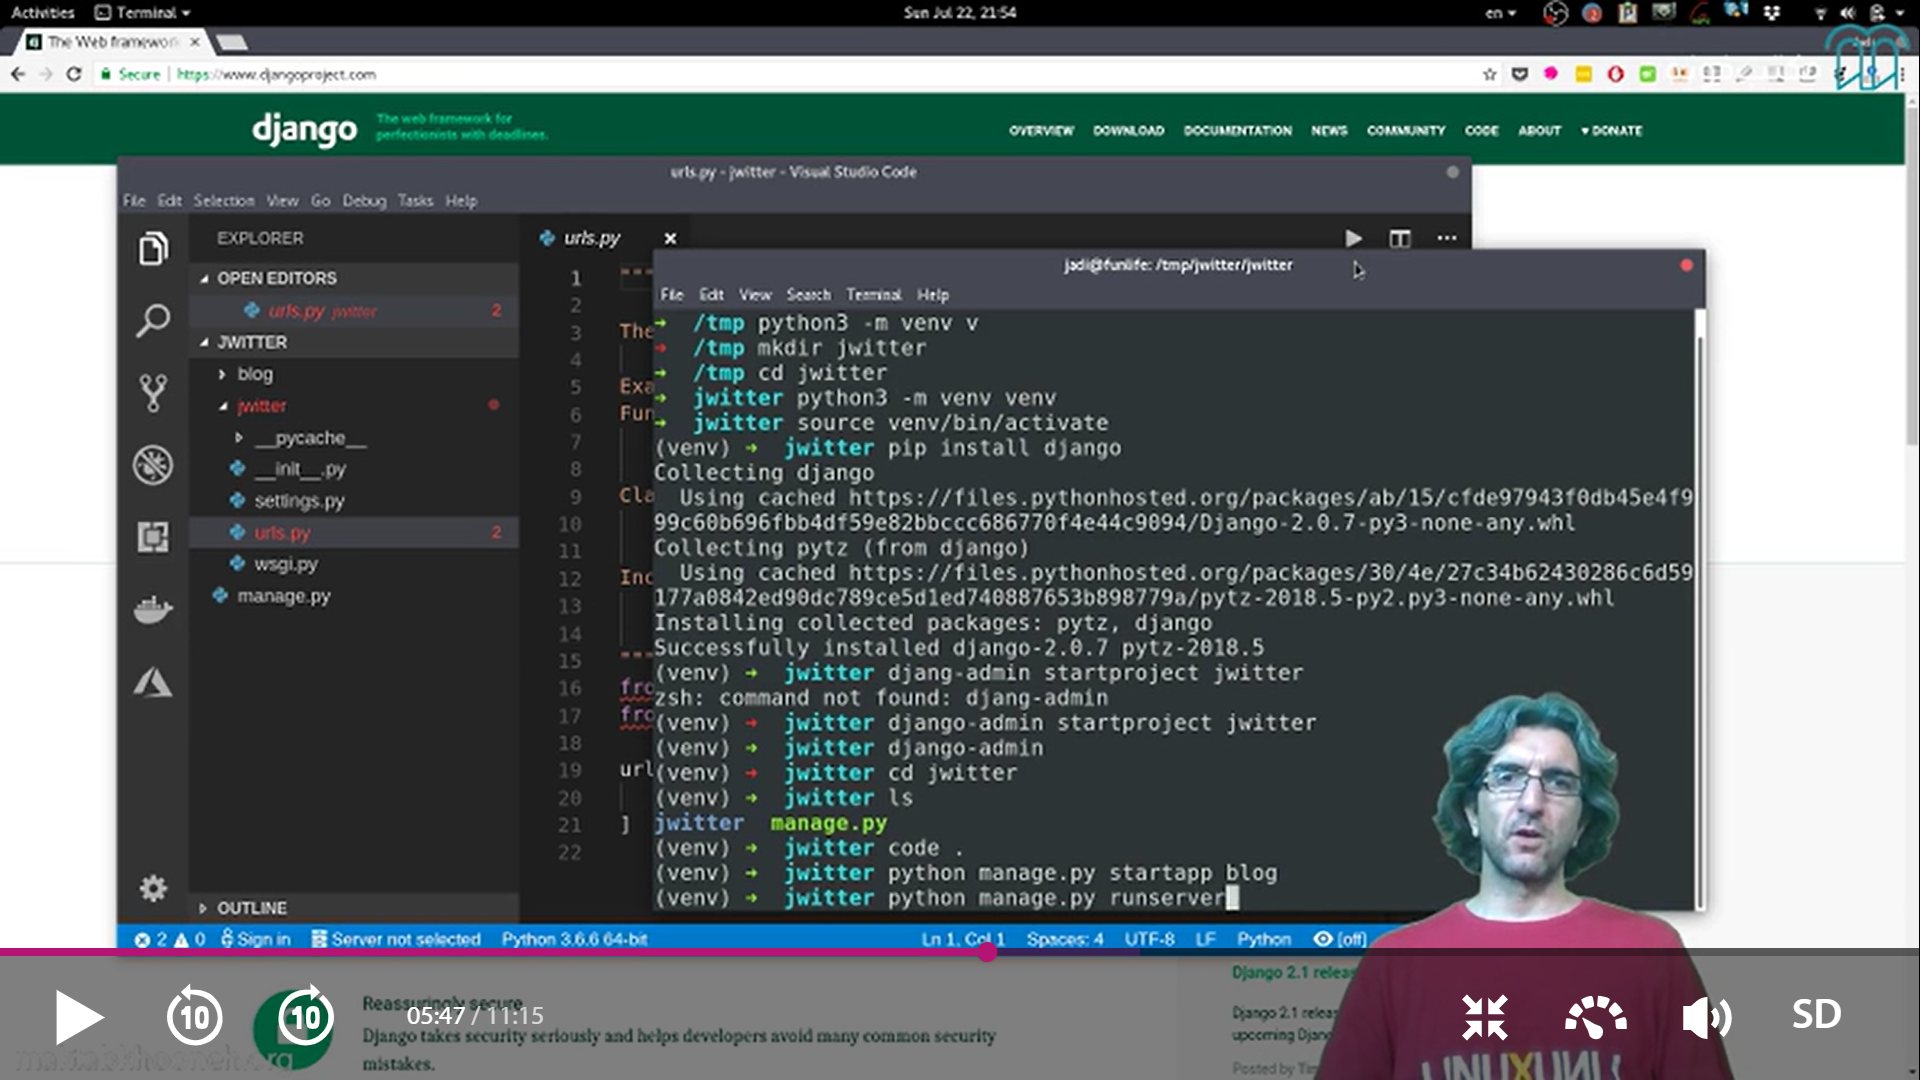 Activities
Terminal
Sun Jul 22, 21:54
en
The Web framework
Secure
https://www.djangoproject.com
django
The web framework for
perfectionists with deadlines.
OVERVIEW
DOWNLOAD
DOCUMENTATION
NEWS
COMMUNITY
CODE
ABOUT
♥ DONATE
urls.py - jwitter - Visual Studio Code
File Edit Selection View Go Debug Tasks Help
EXPLORER
OPEN EDITORS
urls.py jwitter 2
JWITTER
blog
jwitter
__pycache__
__init__.py
settings.py
urls.py 2
wsgi.py
manage.py
OUTLINE
urls.py
1
2
3 The
4
5 Exa
6 Fun
7
8
9 Cla
10
11
12 Inc
13
14
15
16 fro
17 fro
18
19 url
20
21 ]
22
jadi@funlife: /tmp/jwitter/jwitter
File Edit View Search Terminal Help
➜ /tmp python3 -m venv v
➜ /tmp mkdir jwitter
➜ /tmp cd jwitter
➜ jwitter python3 -m venv venv
➜ jwitter source venv/bin/activate
(venv) ➜ jwitter pip install django
Collecting django
Using cached https://files.pythonhosted.org/packages/ab/15/cfde97943f0db45e4f9
99c60b696fbb4df59e82bbccc686770f4e44c9094/Django-2.0.7-py3-none-any.whl
Collecting pytz (from django)
Using cached https://files.pythonhosted.org/packages/30/4e/27c34b62430286c6d59
177a0842ed90dc789ce5d1ed740887653b898779a/pytz-2018.5-py2.py3-none-any.whl
Installing collected packages: pytz, django
Successfully installed django-2.0.7 pytz-2018.5
(venv) ➜ jwitter djang-admin startproject jwitter
zsh: command not found: djang-admin
(venv) ➜ jwitter django-admin startproject jwitter
(venv) ➜ jwitter django-admin
(venv) ➜ jwitter cd jwitter
(venv) ➜ jwitter ls
jwitter manage.py
(venv) ➜ jwitter code .
(venv) ➜ jwitter python manage.py startapp blog
(venv) ➜ jwitter python manage.py runserver
2 0 Sign in Server not selected Python 3.6.6 64-bit
Ln 1, Col 1 Spaces: 4 UTF-8 LF Python [off]
Reassuringly secure.
Django takes security seriously and helps developers avoid many common security
mistakes.
Django 2.1 releas
Django 2.1 relea
upcoming Djan
Posted by Tim
10
10
05:47 / 11:15
SD
LINUX